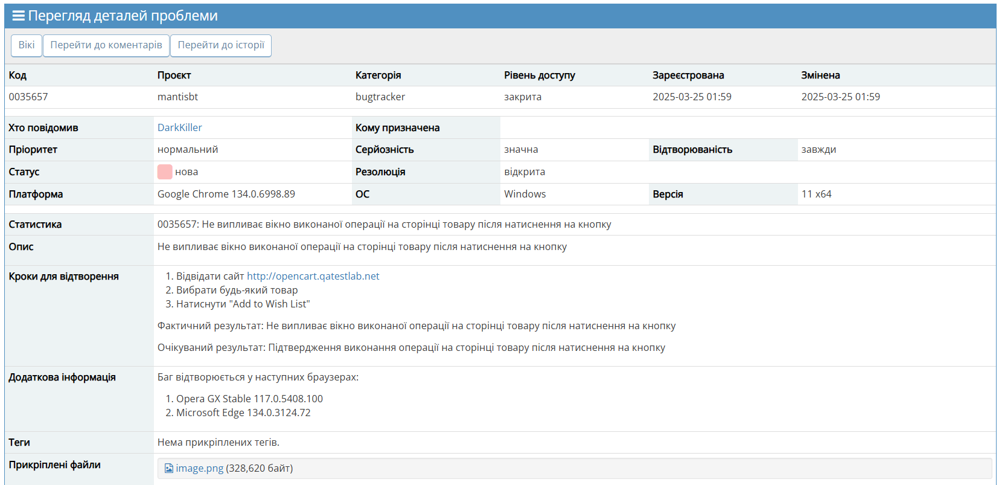 Перегляд деталей проблеми
Вікі Перейти до коментарів Перейти до історії
Код Проєкт Категорія Рівень доступу Зареєстрована Змінена
0035657 mantisbt bugtracker закрита 2025-03-25 01:59 2025-03-25 01:59
Хто повідомив DarkKiller Кому призначена
Пріоритет нормальний Серйозність значна Відтворюваність завжди
Статус нова Резолюція відкрита
Платформа Google Chrome 134.0.6998.89 ОС Windows Версія 11 x64
Статистика 0035657: Не випливає вікно виконаної операції на сторінці товару після натиснення на кнопку
Опис Не випливає вікно виконаної операції на сторінці товару після натиснення на кнопку
Кроки для відтворення 1. Відвідати сайт http://opencart.qatestlab.net
2. Вибрати будь-який товар
3. Натиснути "Add to Wish List"
Фактичний результат: Не випливає вікно виконаної операції на сторінці товару після натиснення на кнопку
Очікуваний результат: Підтвердження виконання операції на сторінці товару після натиснення на кнопку
Додаткова інформація Баг відтворюється у наступних браузерах:
1. Opera GX Stable 117.0.5408.100
2. Microsoft Edge 134.0.3124.72
Теги Нема прикріплених тегів.
Прикріплені файли image.png (328,620 байт)